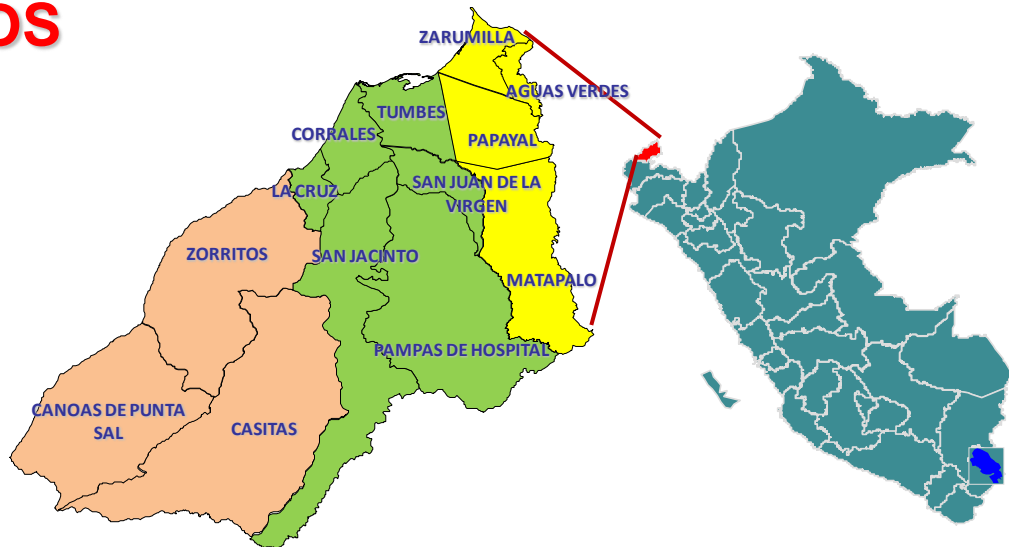 OS
ZARUMILLA
AGUAS VERDES
TUMBES
CORRALES
PAPAYAL
LA CRUZ
SAN JUAN DE LA
VIRGEN
ZORRITOS
SAN JACINTO
MATAPALO
PAMPAS DE HOSPITAL
CANOAS DE PUNTA
SAL
CASITAS